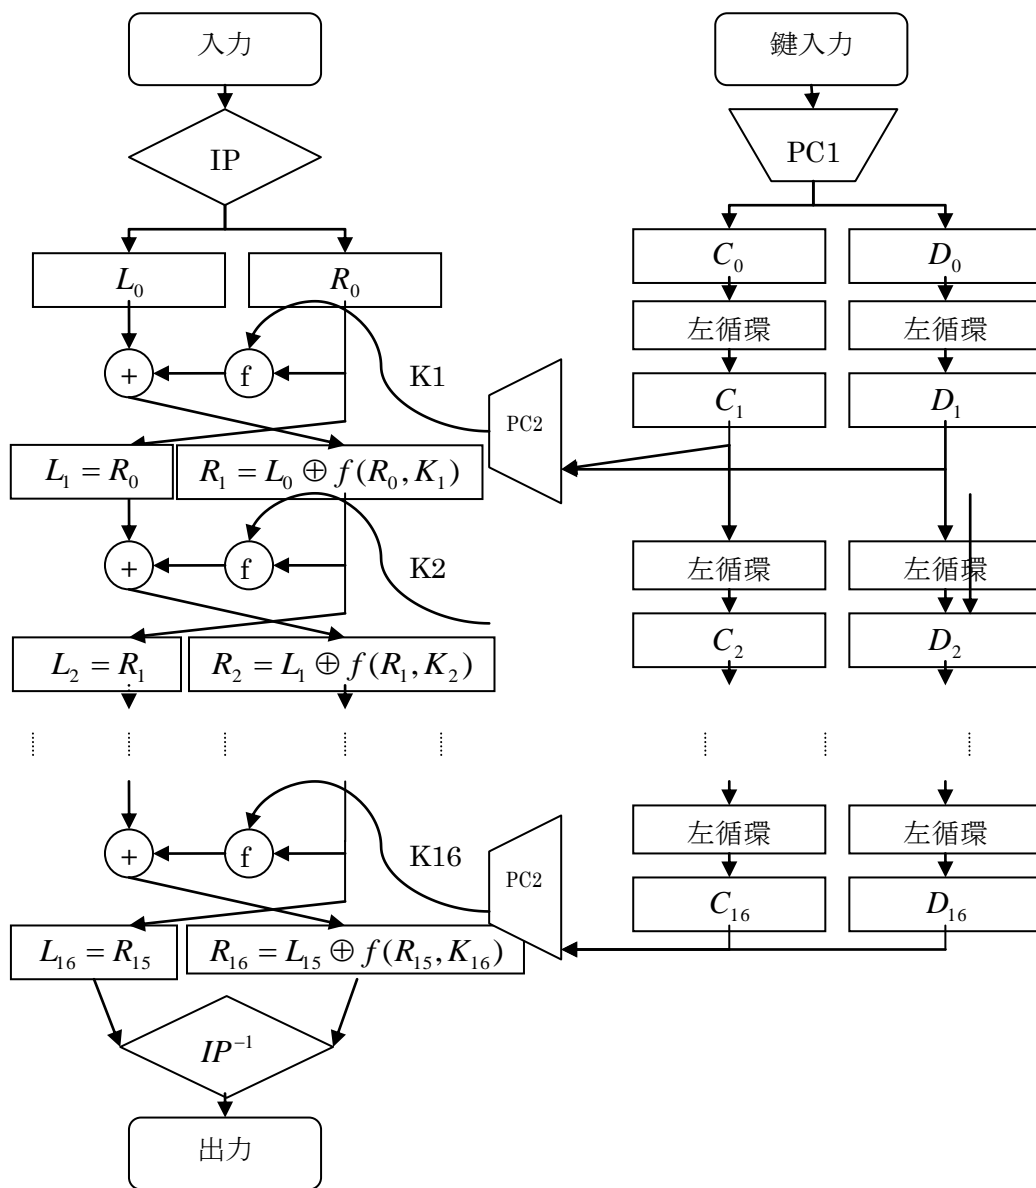 入力
鍵入力
IP
PC1
L₀
R₀
C₀
D₀
左循環
左循環
+
f
K1
PC2
C₁
D₁
L₁ = R₀
R₁ = L₀ ⊕ f(R₀, K₁)
+
f
K2
左循環
左循環
C₂
D₂
L₂ = R₁
R₂ = L₁ ⊕ f(R₁, K₂)
+
f
K16
PC2
左循環
左循環
C₁₆
D₁₆
L₁₆ = R₁₅
R₁₆ = L₁₅ ⊕ f(R₁₅, K₁₆)
IP⁻¹
出力